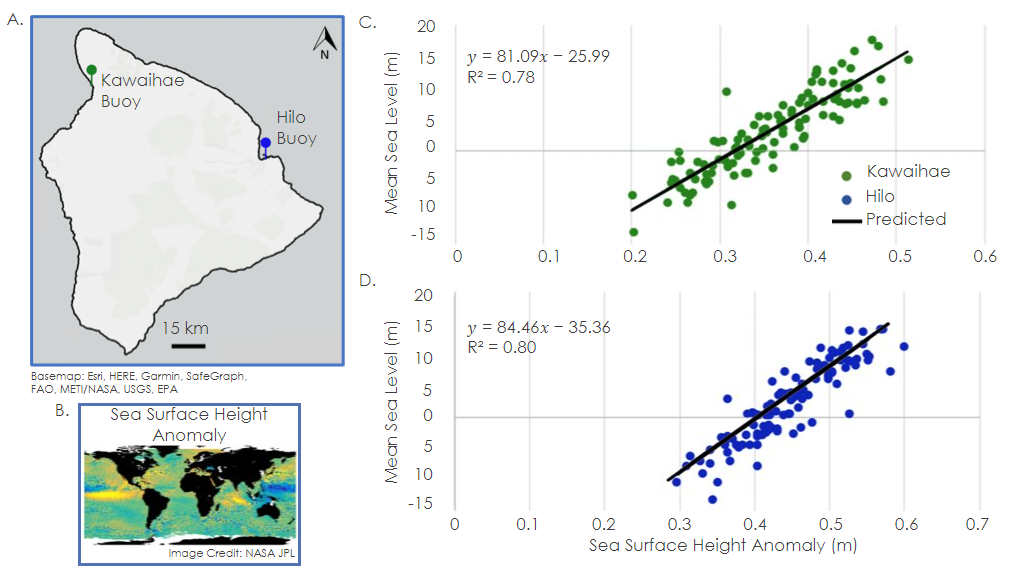 A.
N
Kawaihae
Buoy
Hilo
Buoy
15 km
Basemap: Esri, HERE, Garmin, SafeGraph,
FAO, METI/NASA, USGS, EPA
B.
Sea Surface Height
Anomaly
Image Credit: NASA JPL
C.
Mean Sea Level (m)
20
15
10
5
0
5
10
-15
y = 81.09x − 25.99
R² = 0.78
Kawaihae
Hilo
Predicted
0 0.1 0.2 0.3 0.4 0.5 0.6
D.
Mean Sea Level (m)
20
15
10
5
0
5
10
-15
y = 84.46x − 35.36
R² = 0.80
0 0.1 0.2 0.3 0.4 0.5 0.6 0.7
Sea Surface Height Anomaly (m)